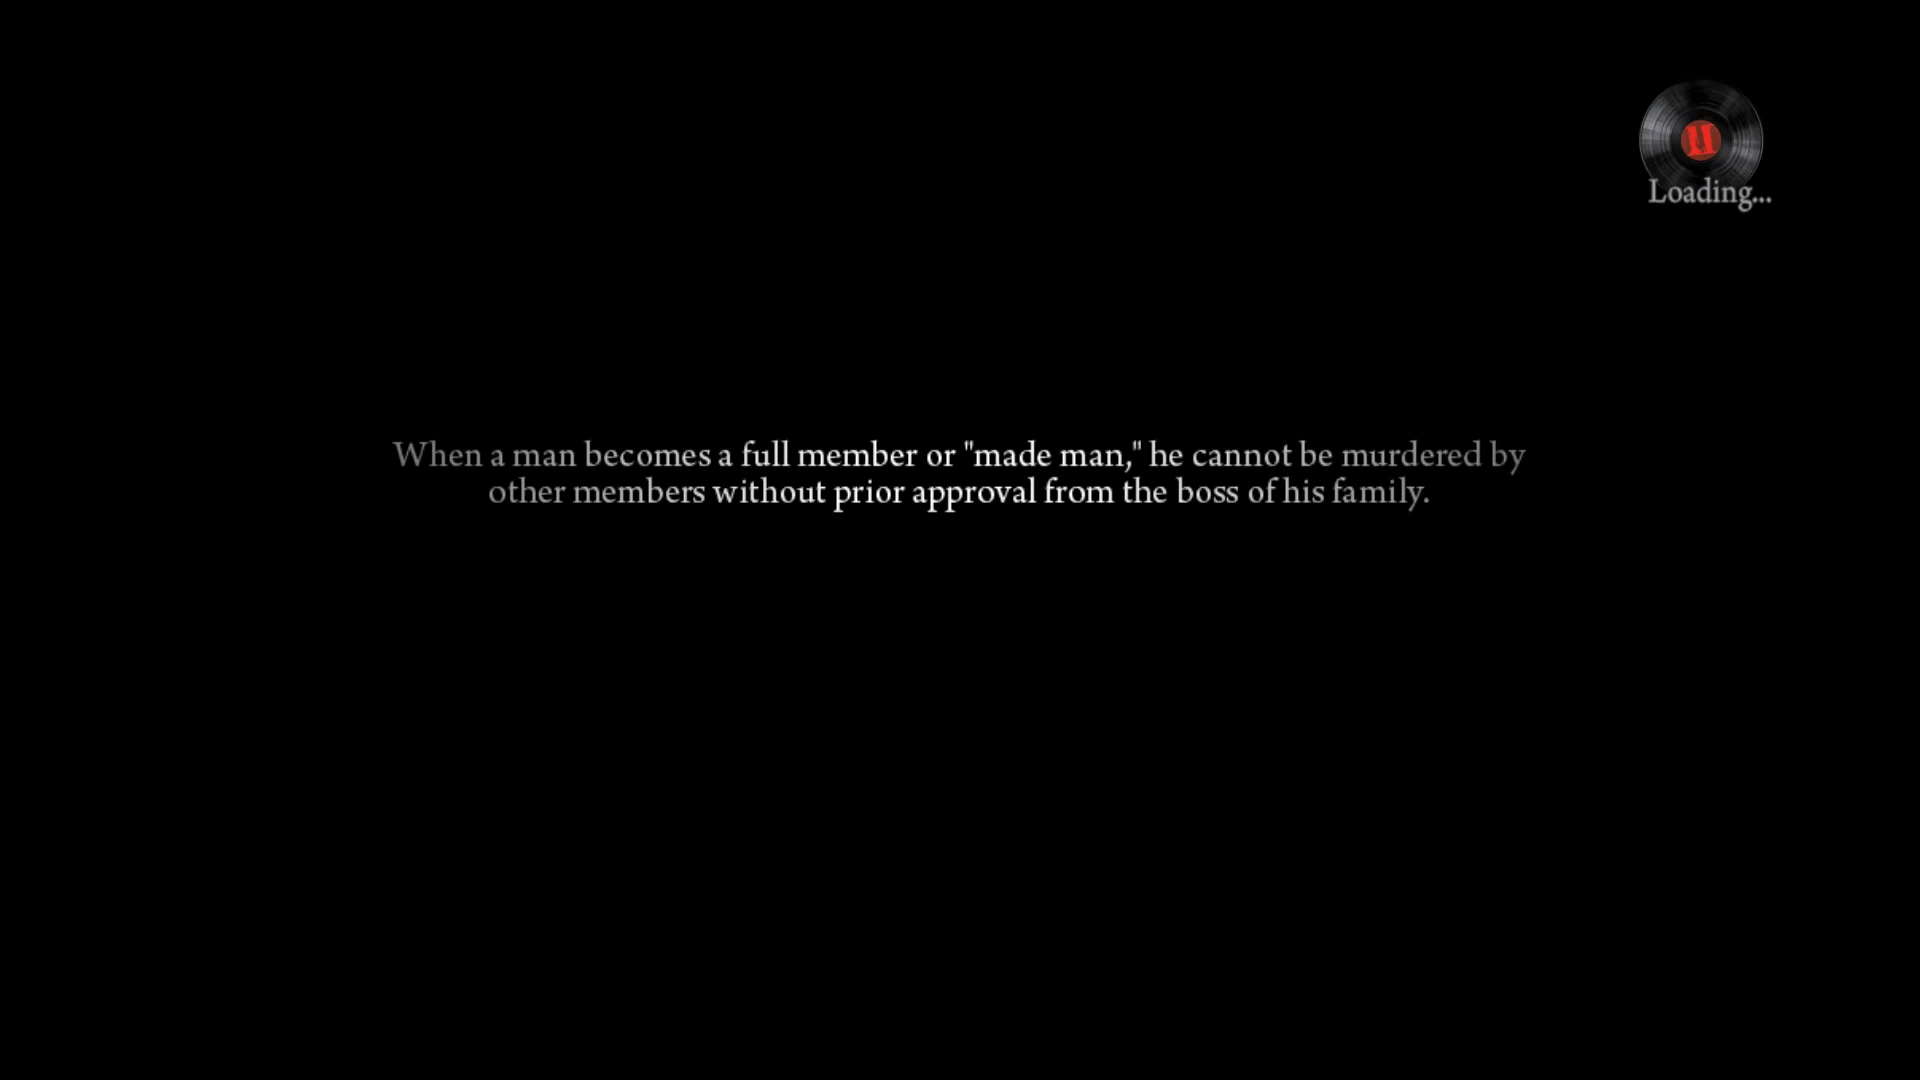 II
Loading...
When a man becomes a full member or "made man," he cannot be murdered by
other members without prior approval from the boss of his family.